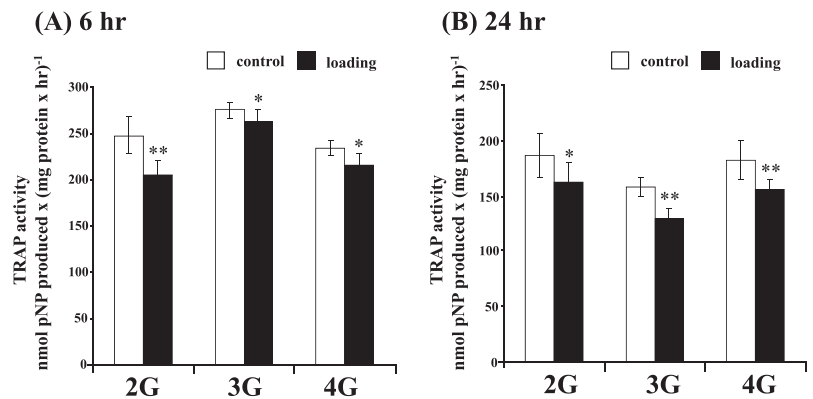 (A) 6 hr
control loading
TRAP activity
nmol pNP produced x (mg protein x hr)-1
300
250
200
150
100
50
0
**
*
*
2G 3G 4G
(B) 24 hr
control loading
TRAP activity
nmol pNP produced x (mg protein x hr)-1
250
200
150
100
50
0
*
**
**
2G 3G 4G